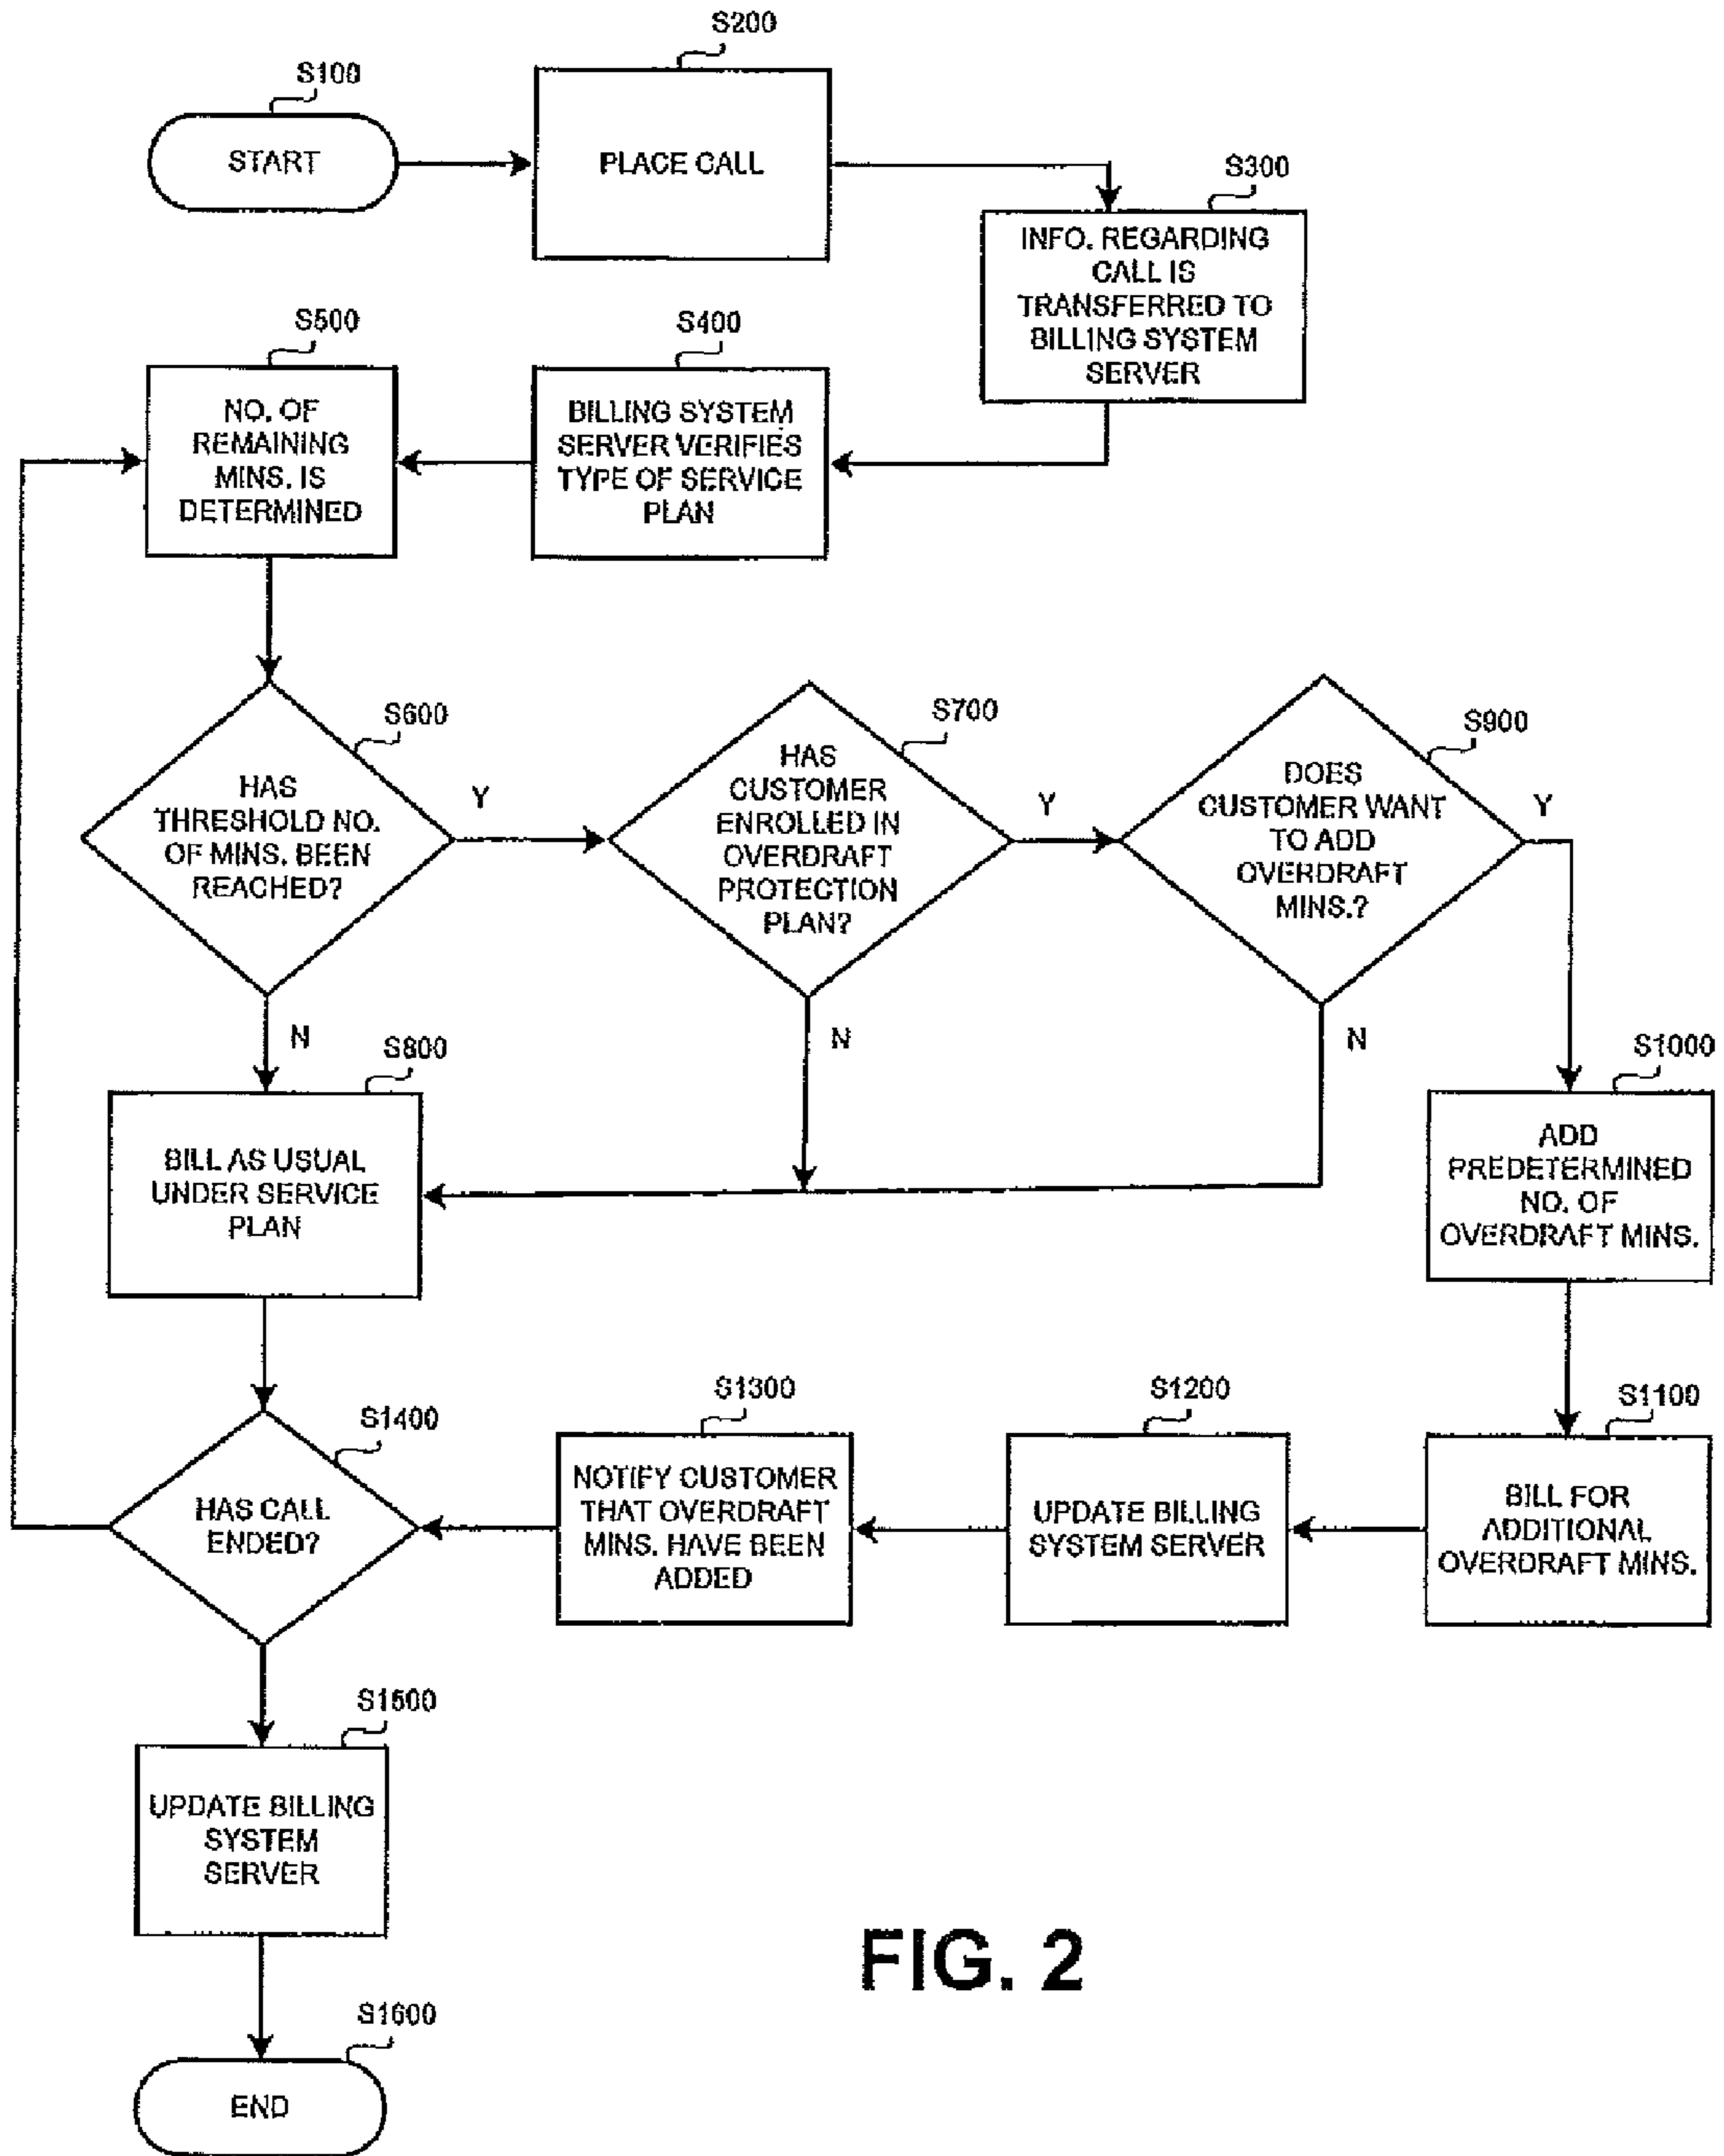 S100
START
S200
PLACE CALL
S300
INFO. REGARDING
CALL IS
TRANSFERRED TO
BILLING SYSTEM
SERVER
S400
BILLING SYSTEM
SERVER VERIFIES
TYPE OF SERVICE
PLAN
S500
NO. OF
REMAINING
MINS. IS
DETERMINED
S600
HAS
THRESHOLD NO.
OF MINS. BEEN
REACHED?
Y
N
S700
HAS
CUSTOMER
ENROLLED IN
OVERDRAFT
PROTECTION
PLAN?
Y
N
S900
DOES
CUSTOMER WANT
TO ADD
OVERDRAFT
MINS.?
Y
N
S800
BILL AS USUAL
UNDER SERVICE
PLAN
S1000
ADD
PREDETERMINED
NO. OF
OVERDRAFT MINS.
S1100
BILL FOR
ADDITIONAL
OVERDRAFT MINS.
S1200
UPDATE BILLING
SYSTEM SERVER
S1300
NOTIFY CUSTOMER
THAT OVERDRAFT
MINS. HAVE BEEN
ADDED
S1400
HAS CALL
ENDED?
S1500
UPDATE BILLING
SYSTEM
SERVER
S1600
END
FIG. 2